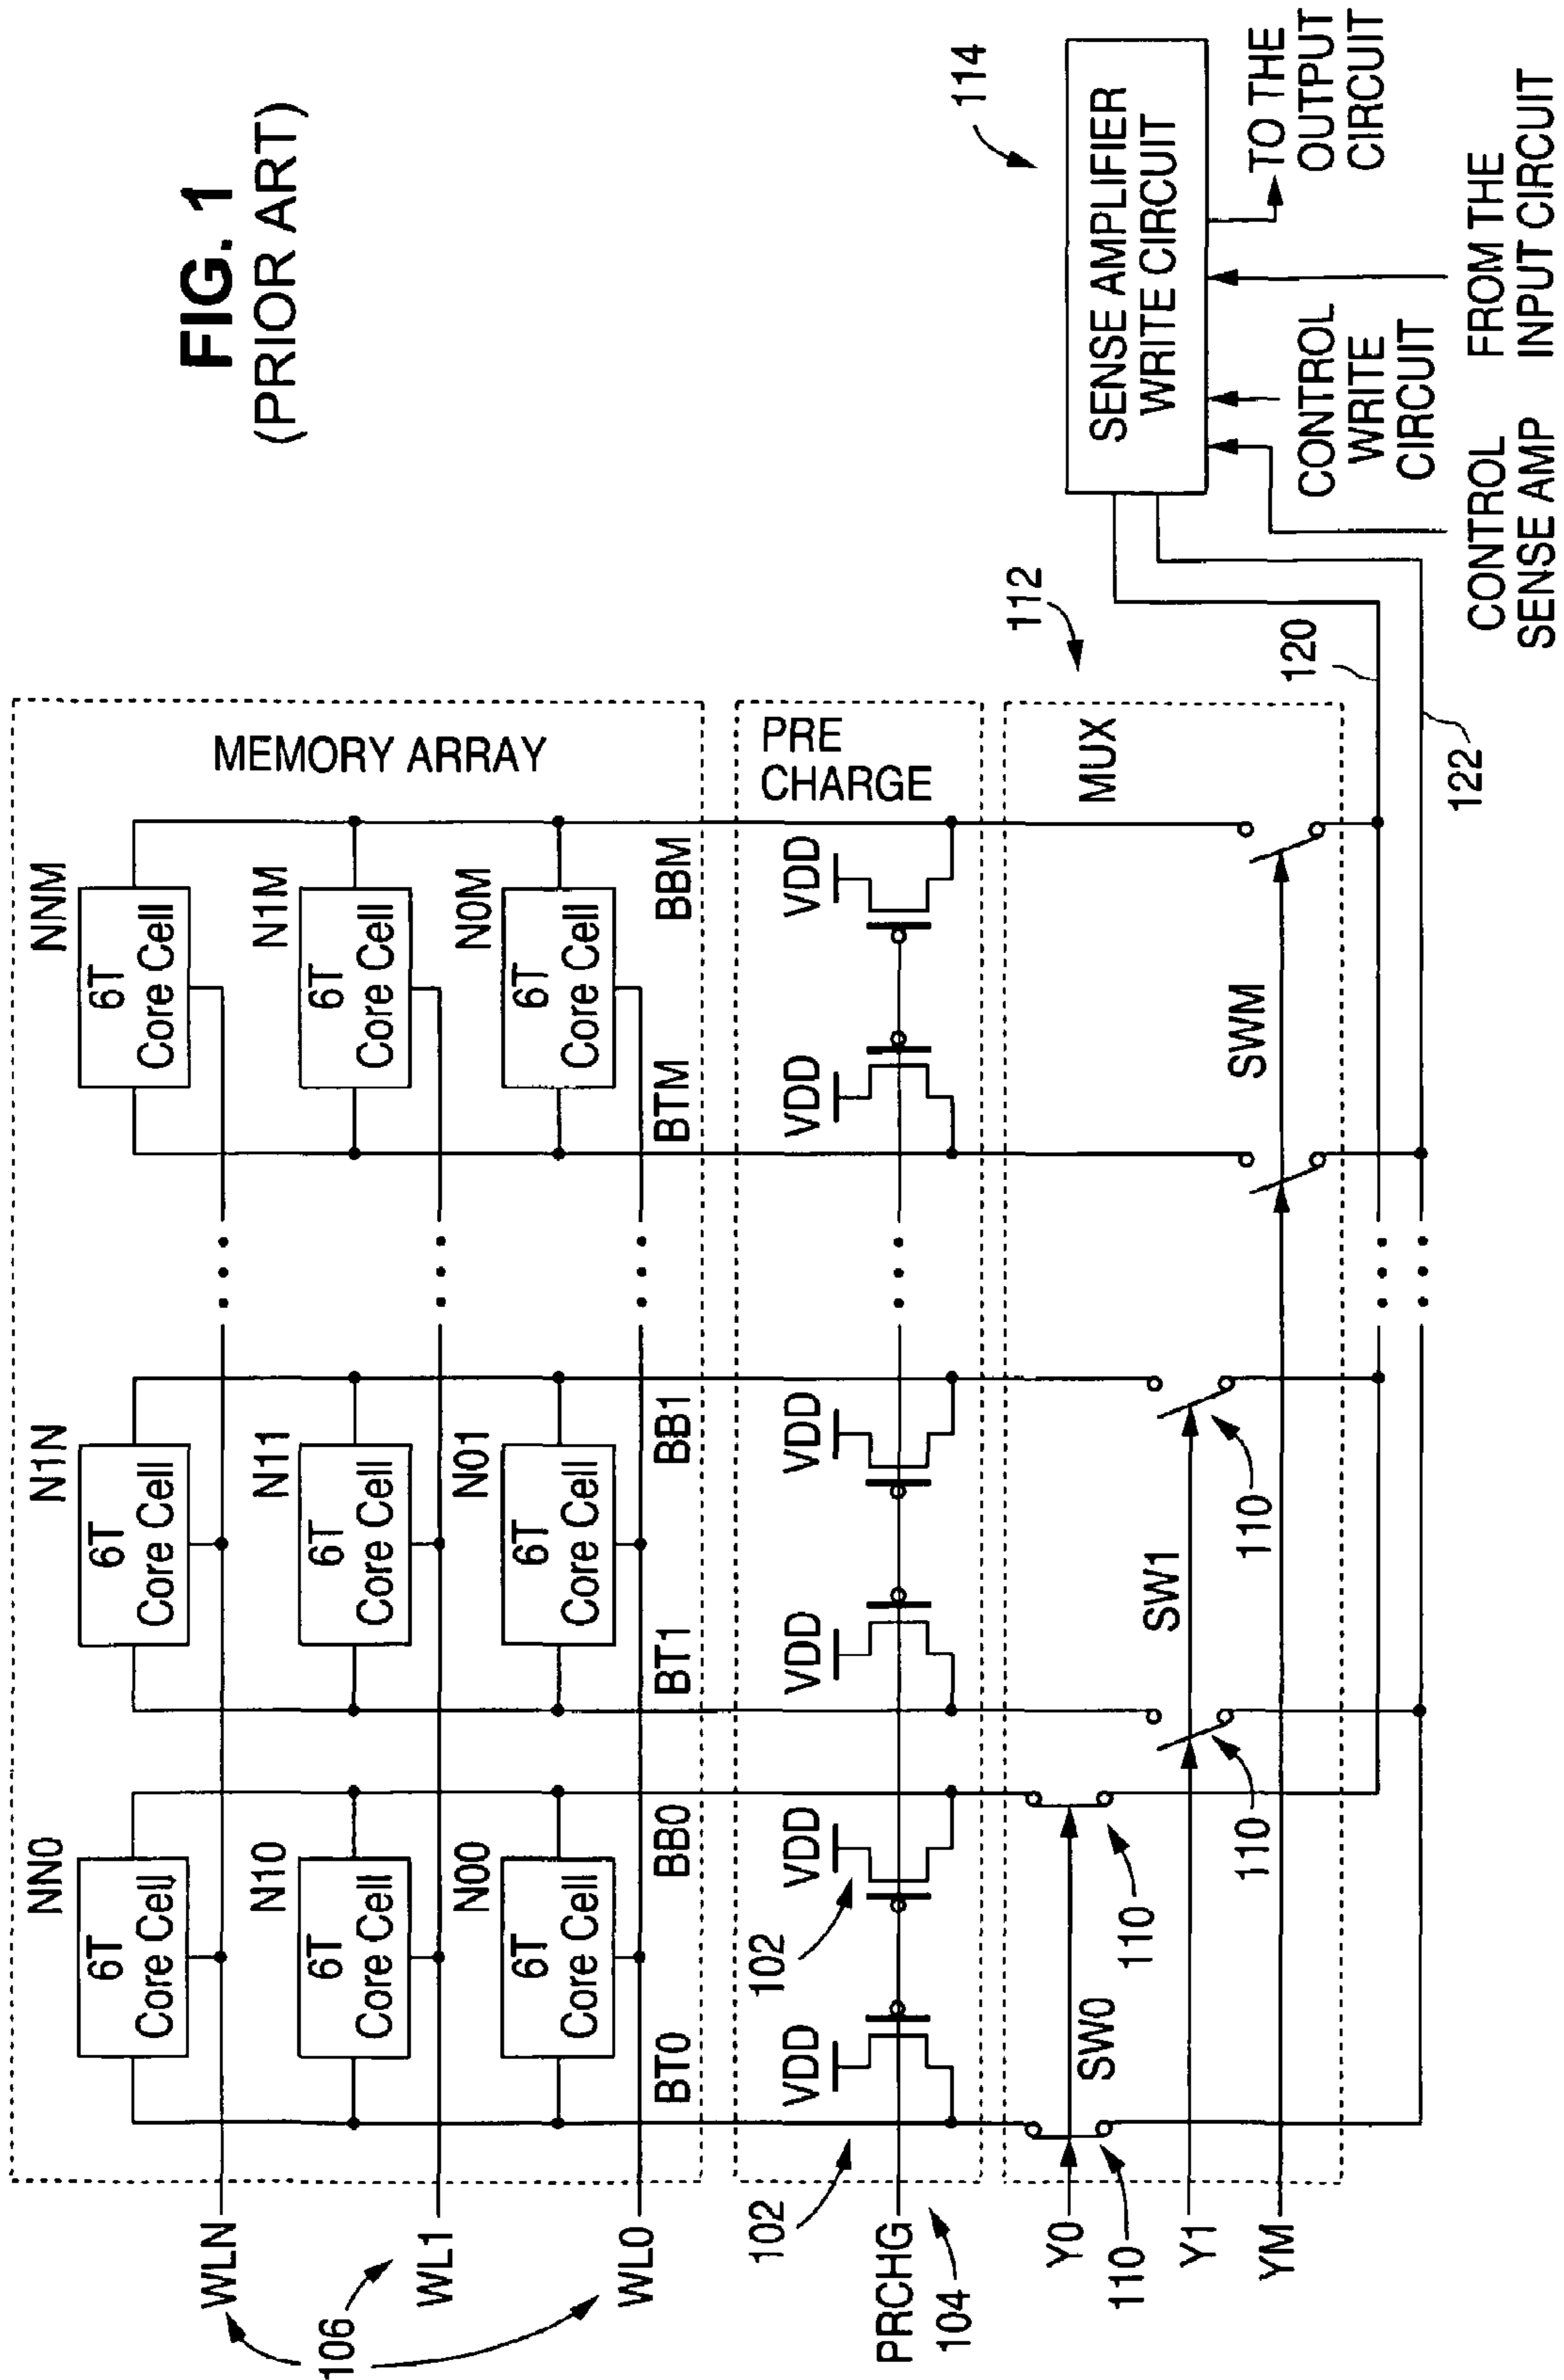 FIG. 1
(PRIOR ART)
MEMORY ARRAY
NN0
N1N
NNM
6T
Core Cell
6T
Core Cell
6T
Core Cell
WLN
N10
N11
N1M
6T
Core Cell
6T
Core Cell
6T
Core Cell
106
WL1
N00
N01
N0M
6T
Core Cell
6T
Core Cell
6T
Core Cell
WL0
BT0
BB0
BT1
BB1
BTM
BBM
PRE
CHARGE
102
VDD
102
VDD
VDD
VDD
VDD
VDD
PRCHG
104
MUX
112
Y0
SW0
110
110
Y1
SW1
110
110
YM
SWM
120
122
114
SENSE AMPLIFIER
WRITE CIRCUIT
TO THE
OUTPUT
CIRCUIT
CONTROL
WRITE
CIRCUIT
CONTROL
SENSE AMP
FROM THE
INPUT CIRCUIT